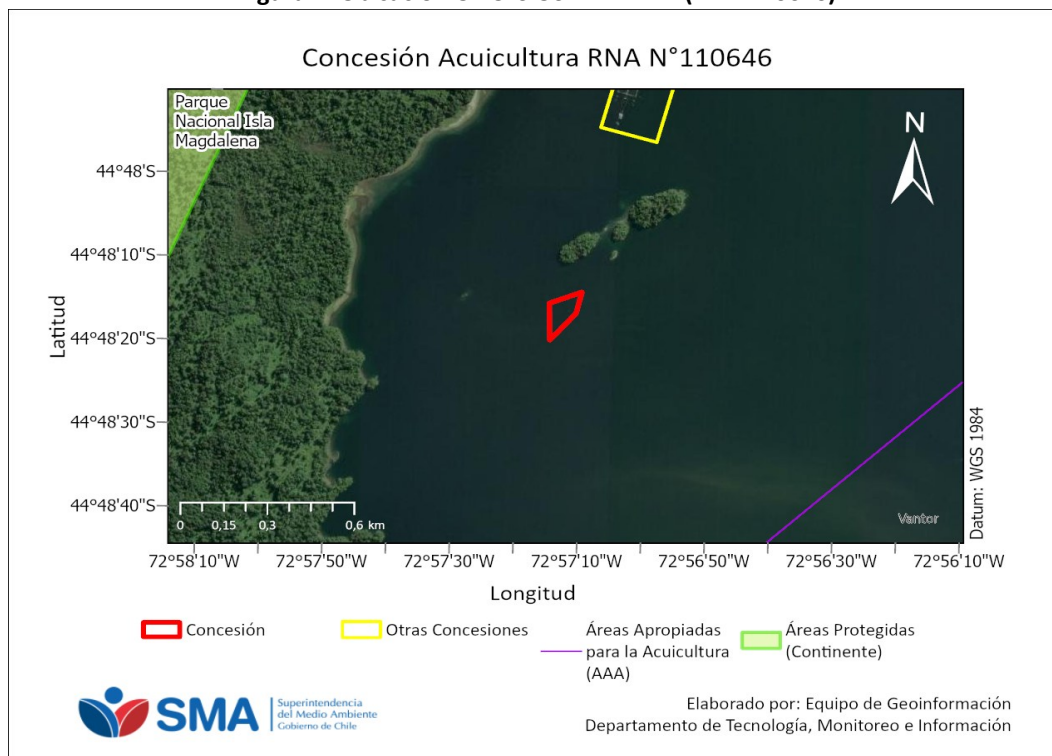 Concesión Acuicultura RNA N°110646
Parque
Nacional Isla
Magdalena
N
44°48'S
44°48'10"S
44°48'20"S
44°48'30"S
44°48'40"S
Latitud
Datum: WGS 1984
0 0,15 0,3 0,6 km
Vantor
72°58'10"W 72°57'50"W 72°57'30"W 72°57'10"W 72°56'50"W 72°56'30"W 72°56'10"W
Longitud
Concesión
Otras Concesiones
Áreas Apropiadas
para la Acuicultura
(AAA)
Áreas Protegidas
(Continente)
SMA
Superintendencia
del Medio Ambiente
Gobierno de Chile
Elaborado por: Equipo de Geoinformación
Departamento de Tecnología, Monitoreo e Información